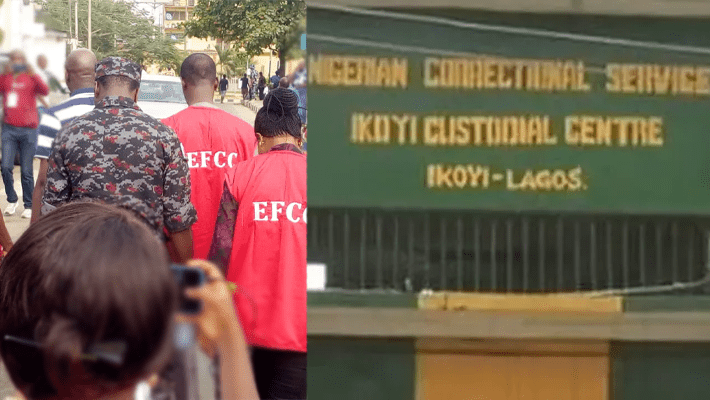 EFCC
EFCC
NIGERIAN CORRECTIONAL SERVICE
IKOYI CUSTODIAL CENTRE
IKOYI-LAGOS.